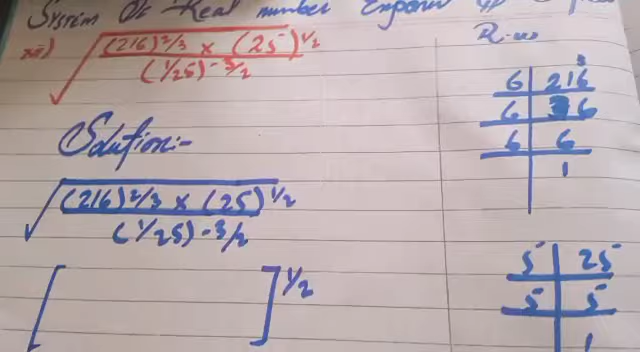 System Of Real number Exponen
xii) √ (216)^2/3 x (25)^1/2
(1/25)^-3/2
Solution:-
√ (216)^2/3 x (25)^1/2
(1/25)^-3/2
[ ]^1/2
R-w
6 | 216
6 | 36
6 | 6
1
5 | 25
5 | 5
1